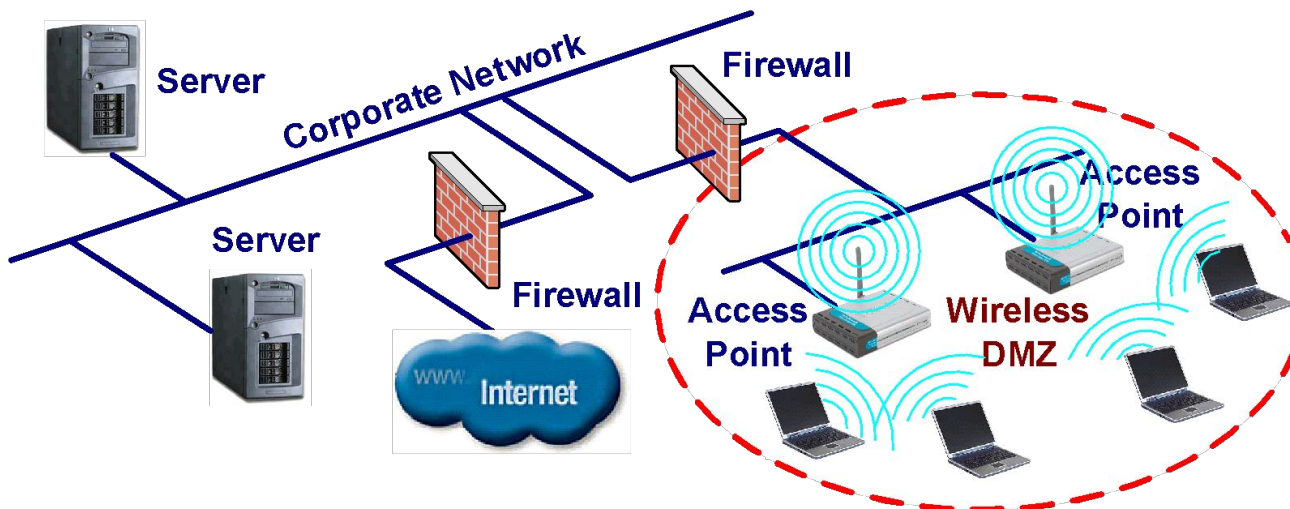 Server
Corporate Network
Firewall
Server
Firewall
Access
Point
Access
Point
Wireless
DMZ
www.
Internet